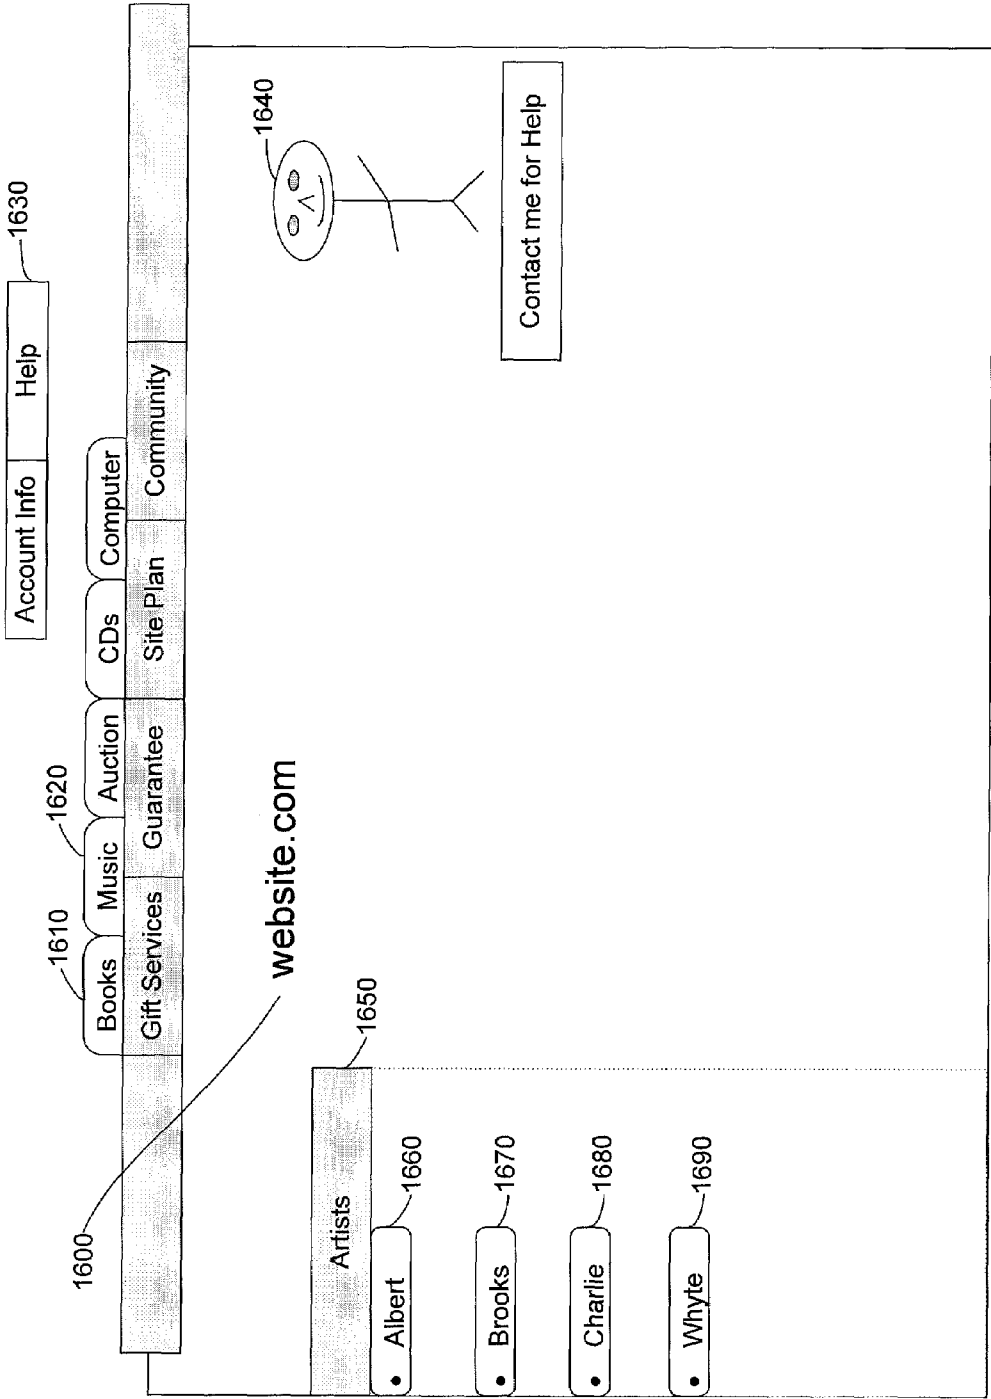 1630
Account Info Help
1610 1620
Books Music Auction CDs Computer
Gift Services Guarantee Site Plan Community
1600
website.com
1640
Contact me for Help
1650
Artists
• Albert 1660
• Brooks 1670
• Charlie 1680
• Whyte 1690